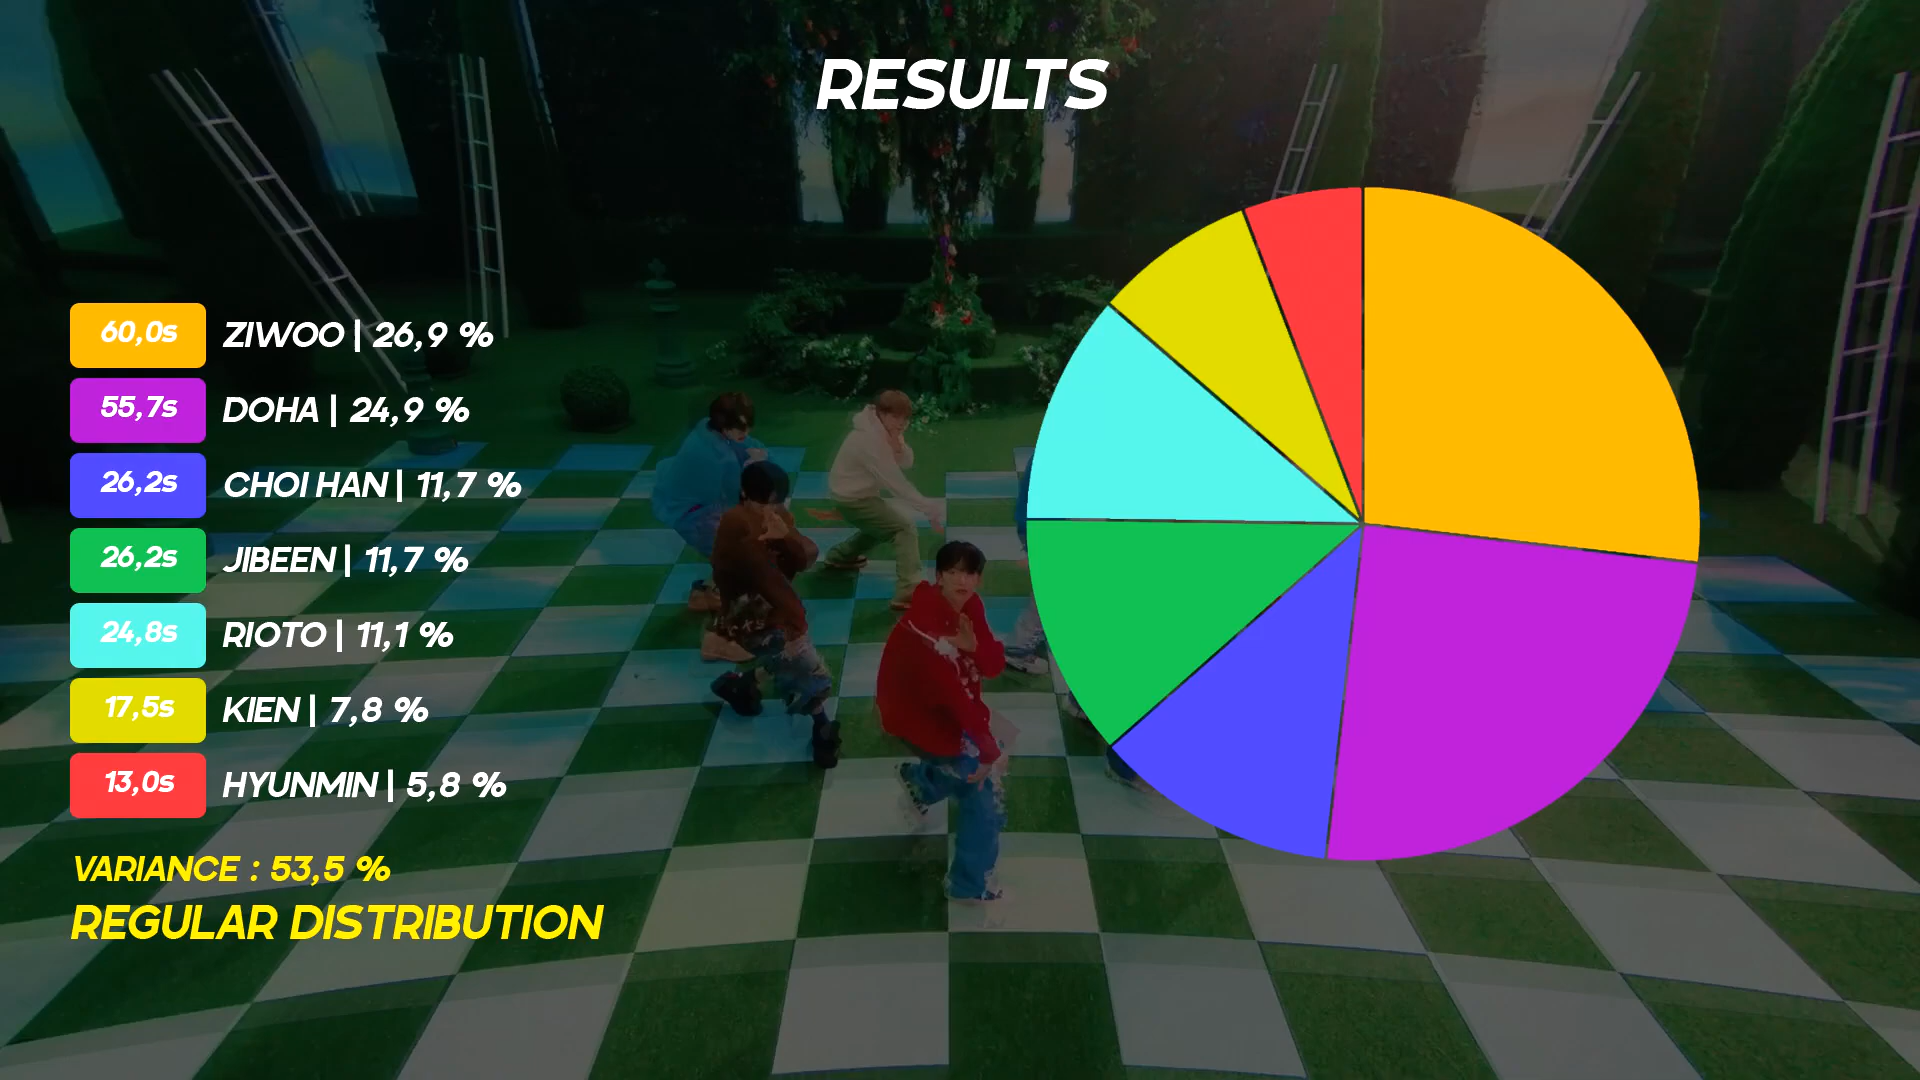 RESULTS
60,0s ZIWOO | 26,9 %
55,7s DOHA | 24,9 %
26,2s CHOI HAN | 11,7 %
26,2s JIBEEN | 11,7 %
24,8s RIOTO | 11,1 %
17,5s KIEN | 7,8 %
13,0s HYUNMIN | 5,8 %
VARIANCE : 53,5 %
REGULAR DISTRIBUTION